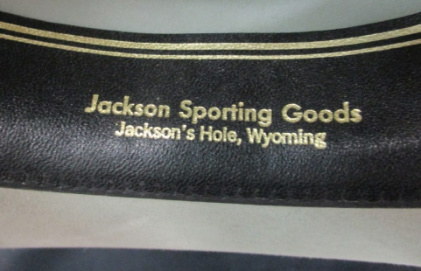 Jackson Sporting Goods
Jackson's Hole, Wyoming